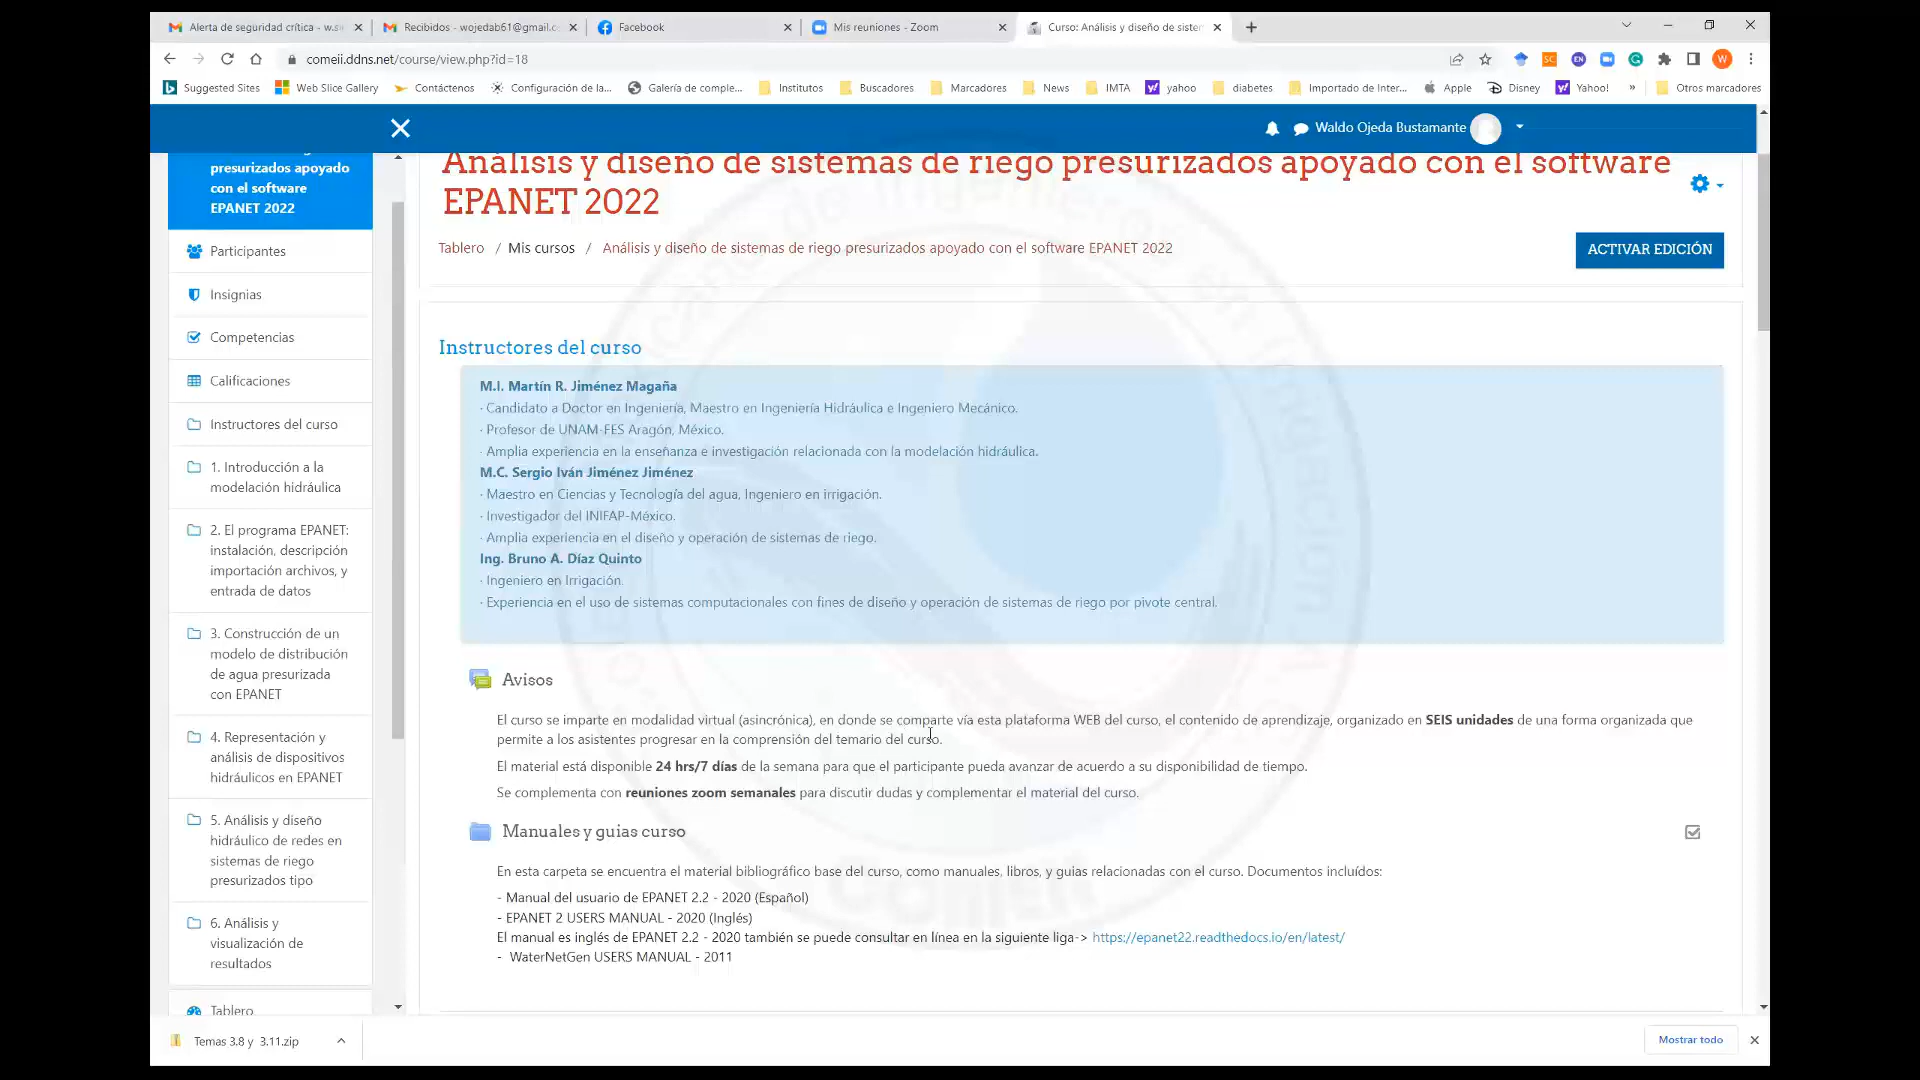 Alerta de seguridad crítica - w.si
Recibidos - wojedab61@gmail.c
Facebook
Mis reuniones - Zoom
Curso: Análisis y diseño de sister
comeii.ddns.net/course/view.php?id=18
Suggested Sites
Web Slice Gallery
Contáctenos
Configuración de la...
Galería de comple...
Institutos
Buscadores
Marcadores
News
IMTA
yahoo
diabetes
Importado de Inter...
Apple
Disney
Yahoo!
»
Otros marcadores
Waldo Ojeda Bustamante
presurizados apoyado
con el software
EPANET 2022
Participantes
Insignias
Competencias
Calificaciones
Instructores del curso
1. Introducción a la
modelación hidráulica
2. El programa EPANET:
instalación, descripción
importación archivos, y
entrada de datos
3. Construcción de un
modelo de distribución
de agua presurizada
con EPANET
4. Representación y
análisis de dispositivos
hidráulicos en EPANET
5. Análisis y diseño
hidráulico de redes en
sistemas de riego
presurizados tipo
6. Análisis y
visualización de
resultados
Tablero
Análisis y diseño de sistemas de riego presurizados apoyado con el software
EPANET 2022
Tablero / Mis cursos / Análisis y diseño de sistemas de riego presurizados apoyado con el software EPANET 2022
ACTIVAR EDICIÓN
Instructores del curso
M.I. Martín R. Jiménez Magaña
· Candidato a Doctor en Ingeniería, Maestro en Ingeniería Hidráulica e Ingeniero Mecánico.
· Profesor de UNAM-FES Aragón, México.
· Amplia experiencia en la enseñanza e investigación relacionada con la modelación hidráulica.
M.C. Sergio Iván Jiménez Jiménez
· Maestro en Ciencias y Tecnología del agua, Ingeniero en irrigación.
· Investigador del INIFAP-México.
· Amplia experiencia en el diseño y operación de sistemas de riego.
Ing. Bruno A. Díaz Quinto
· Ingeniero en Irrigación.
· Experiencia en el uso de sistemas computacionales con fines de diseño y operación de sistemas de riego por pivote central.
Avisos
El curso se imparte en modalidad virtual (asincrónica), en donde se comparte vía esta plataforma WEB del curso, el contenido de aprendizaje, organizado en SEIS unidades de una forma organizada que
permite a los asistentes progresar en la comprensión del temario del curso.
El material está disponible 24 hrs/7 días de la semana para que el participante pueda avanzar de acuerdo a su disponibilidad de tiempo.
Se complementa con reuniones zoom semanales para discutir dudas y complementar el material del curso.
Manuales y guias curso
En esta carpeta se encuentra el material bibliográfico base del curso, como manuales, libros, y guias relacionadas con el curso. Documentos incluídos:
- Manual del usuario de EPANET 2.2 - 2020 (Español)
- EPANET 2 USERS MANUAL - 2020 (Inglés)
El manual es inglés de EPANET 2.2 - 2020 también se puede consultar en línea en la siguiente liga-> https://epanet22.readthedocs.io/en/latest/
- WaterNetGen USERS MANUAL - 2011
Temas 3.8 y 3.11.zip
Mostrar todo